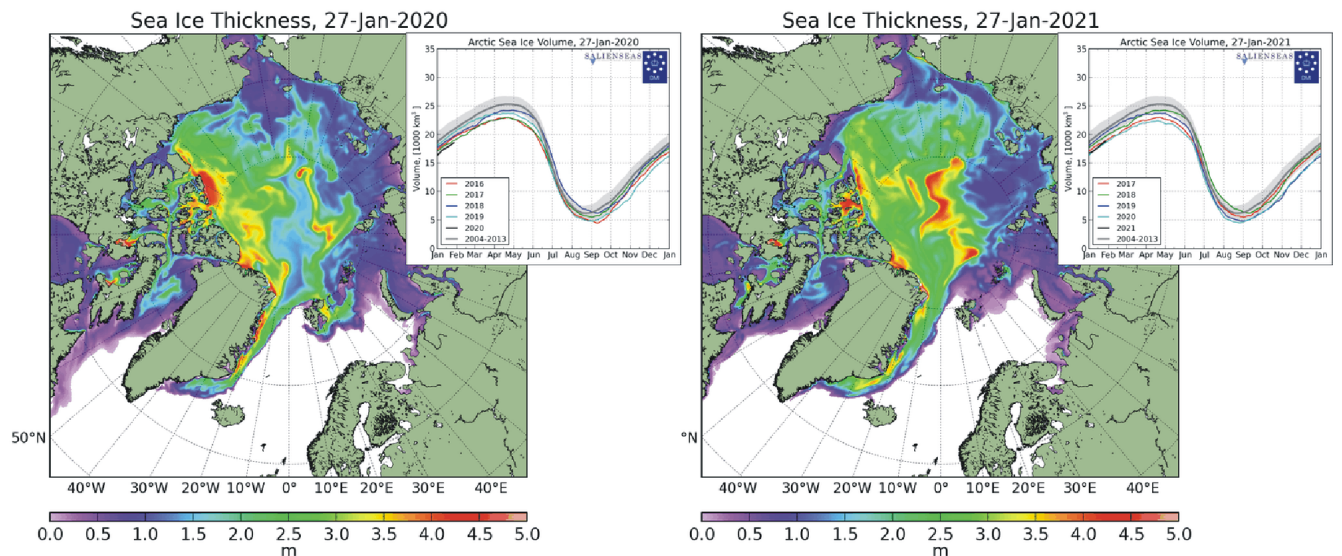 Sea Ice Thickness, 27-Jan-2020
Arctic Sea Ice Volume, 27-Jan-2020
SALIENSEAS
DMI
Volume, [1000 km³]
35
30
25
20
15
10
5
0
2016
2017
2018
2019
2020
2004-2013
Jan Feb Mar Apr May Jun Jul Aug Sep Oct Nov Dec Jan
50°N
40°W 30°W 20°W 10°W 0° 10°E 20°E 30°E 40°E
0.0 0.5 1.0 1.5 2.0 2.5 3.0 3.5 4.0 4.5 5.0
m
Sea Ice Thickness, 27-Jan-2021
Arctic Sea Ice Volume, 27-Jan-2021
SALIENSEAS
DMI
Volume, [1000 km³]
35
30
25
20
15
10
5
0
2017
2018
2019
2020
2021
2004-2013
Jan Feb Mar Apr May Jun Jul Aug Sep Oct Nov Dec Jan
°N
40°W 30°W 20°W 10°W 0° 10°E 20°E 30°E 40°E
0.0 0.5 1.0 1.5 2.0 2.5 3.0 3.5 4.0 4.5 5.0
m